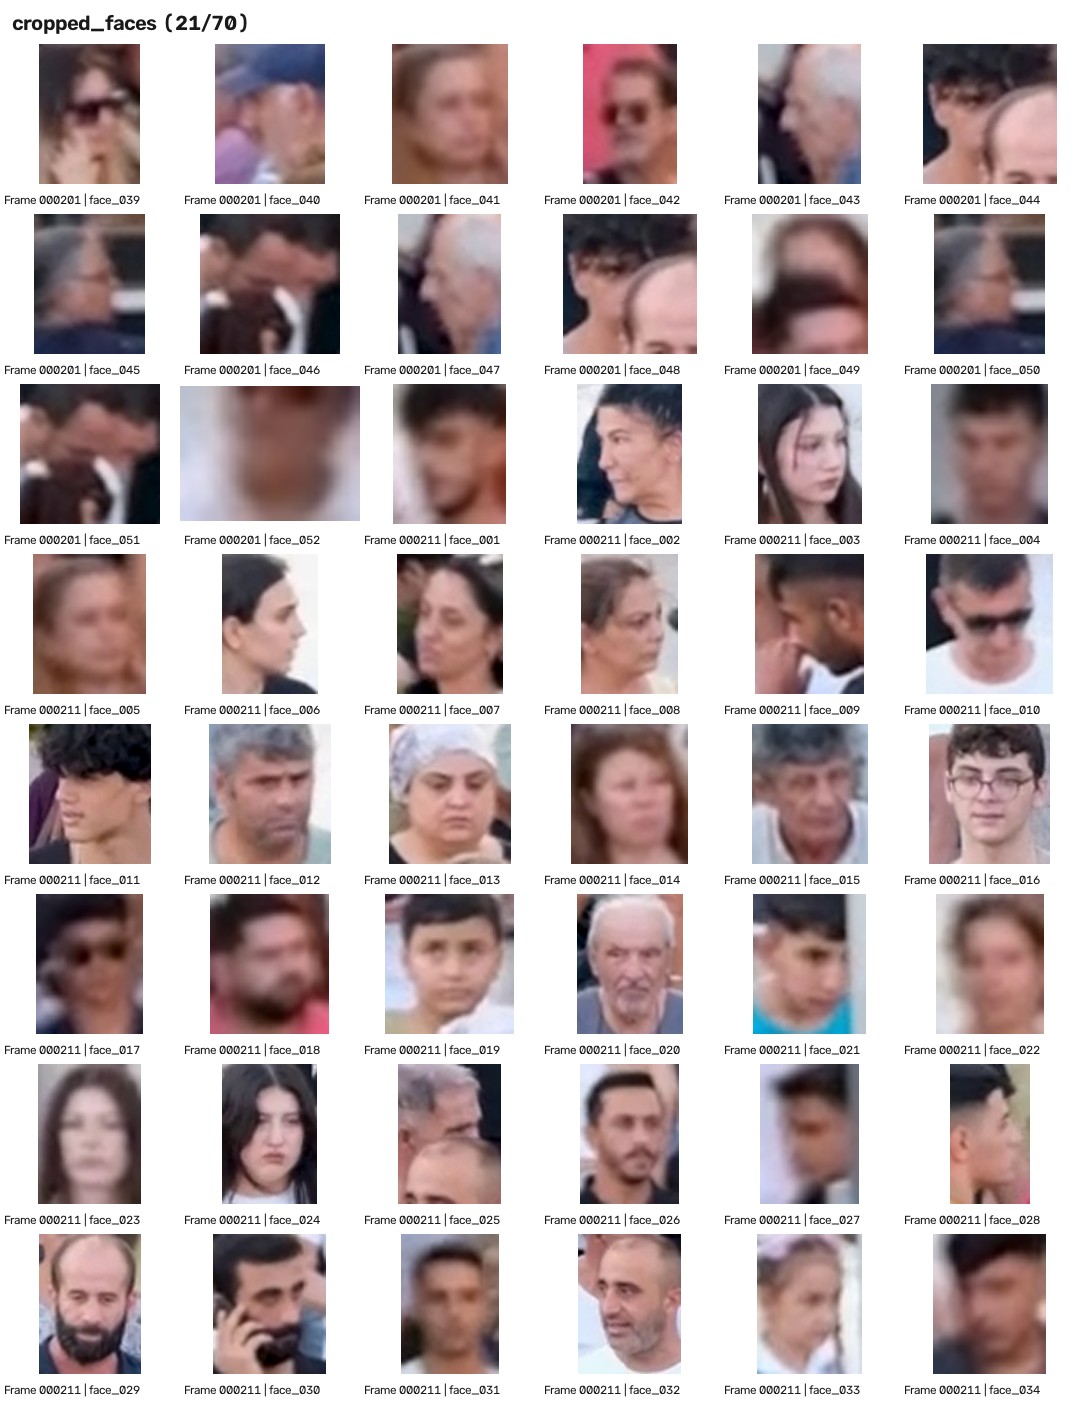 cropped_faces (21/70)
Frame 000201 | face_039 Frame 000201 | face_040 Frame 000201 | face_041 Frame 000201 | face_042 Frame 000201 | face_043 Frame 000201 | face_044
Frame 000201 | face_045 Frame 000201 | face_046 Frame 000201 | face_047 Frame 000201 | face_048 Frame 000201 | face_049 Frame 000201 | face_050
Frame 000201 | face_051 Frame 000201 | face_052 Frame 000211 | face_001 Frame 000211 | face_002 Frame 000211 | face_003 Frame 000211 | face_004
Frame 000211 | face_005 Frame 000211 | face_006 Frame 000211 | face_007 Frame 000211 | face_008 Frame 000211 | face_009 Frame 000211 | face_010
Frame 000211 | face_011 Frame 000211 | face_012 Frame 000211 | face_013 Frame 000211 | face_014 Frame 000211 | face_015 Frame 000211 | face_016
Frame 000211 | face_017 Frame 000211 | face_018 Frame 000211 | face_019 Frame 000211 | face_020 Frame 000211 | face_021 Frame 000211 | face_022
Frame 000211 | face_023 Frame 000211 | face_024 Frame 000211 | face_025 Frame 000211 | face_026 Frame 000211 | face_027 Frame 000211 | face_028
Frame 000211 | face_029 Frame 000211 | face_030 Frame 000211 | face_031 Frame 000211 | face_032 Frame 000211 | face_033 Frame 000211 | face_034